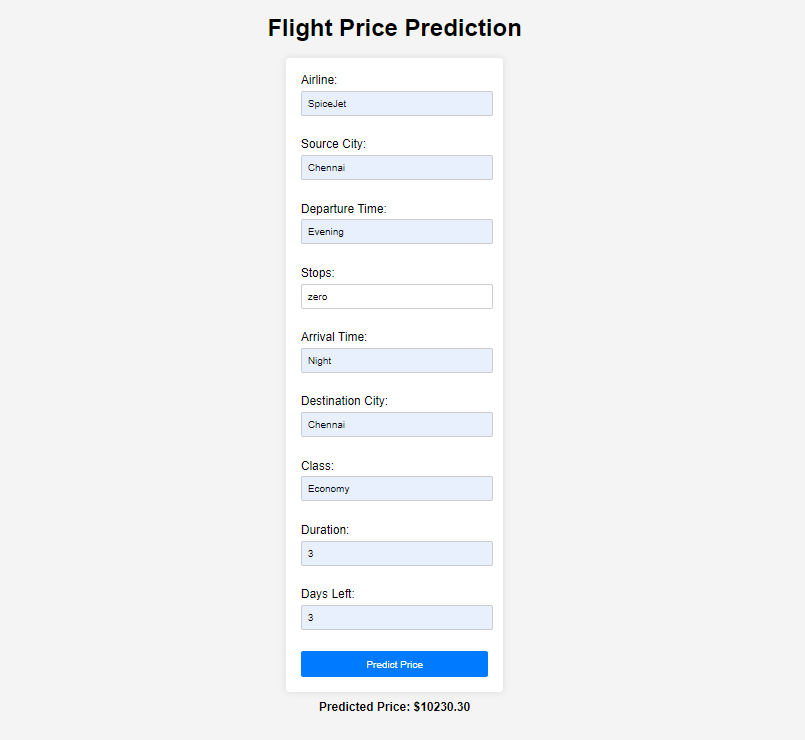 Flight Price Prediction
Airline:
SpiceJet
Source City:
Chennai
Departure Time:
Evening
Stops:
zero
Arrival Time:
Night
Destination City:
Chennai
Class:
Economy
Duration:
3
Days Left:
3
Predict Price
Predicted Price: $10230.30